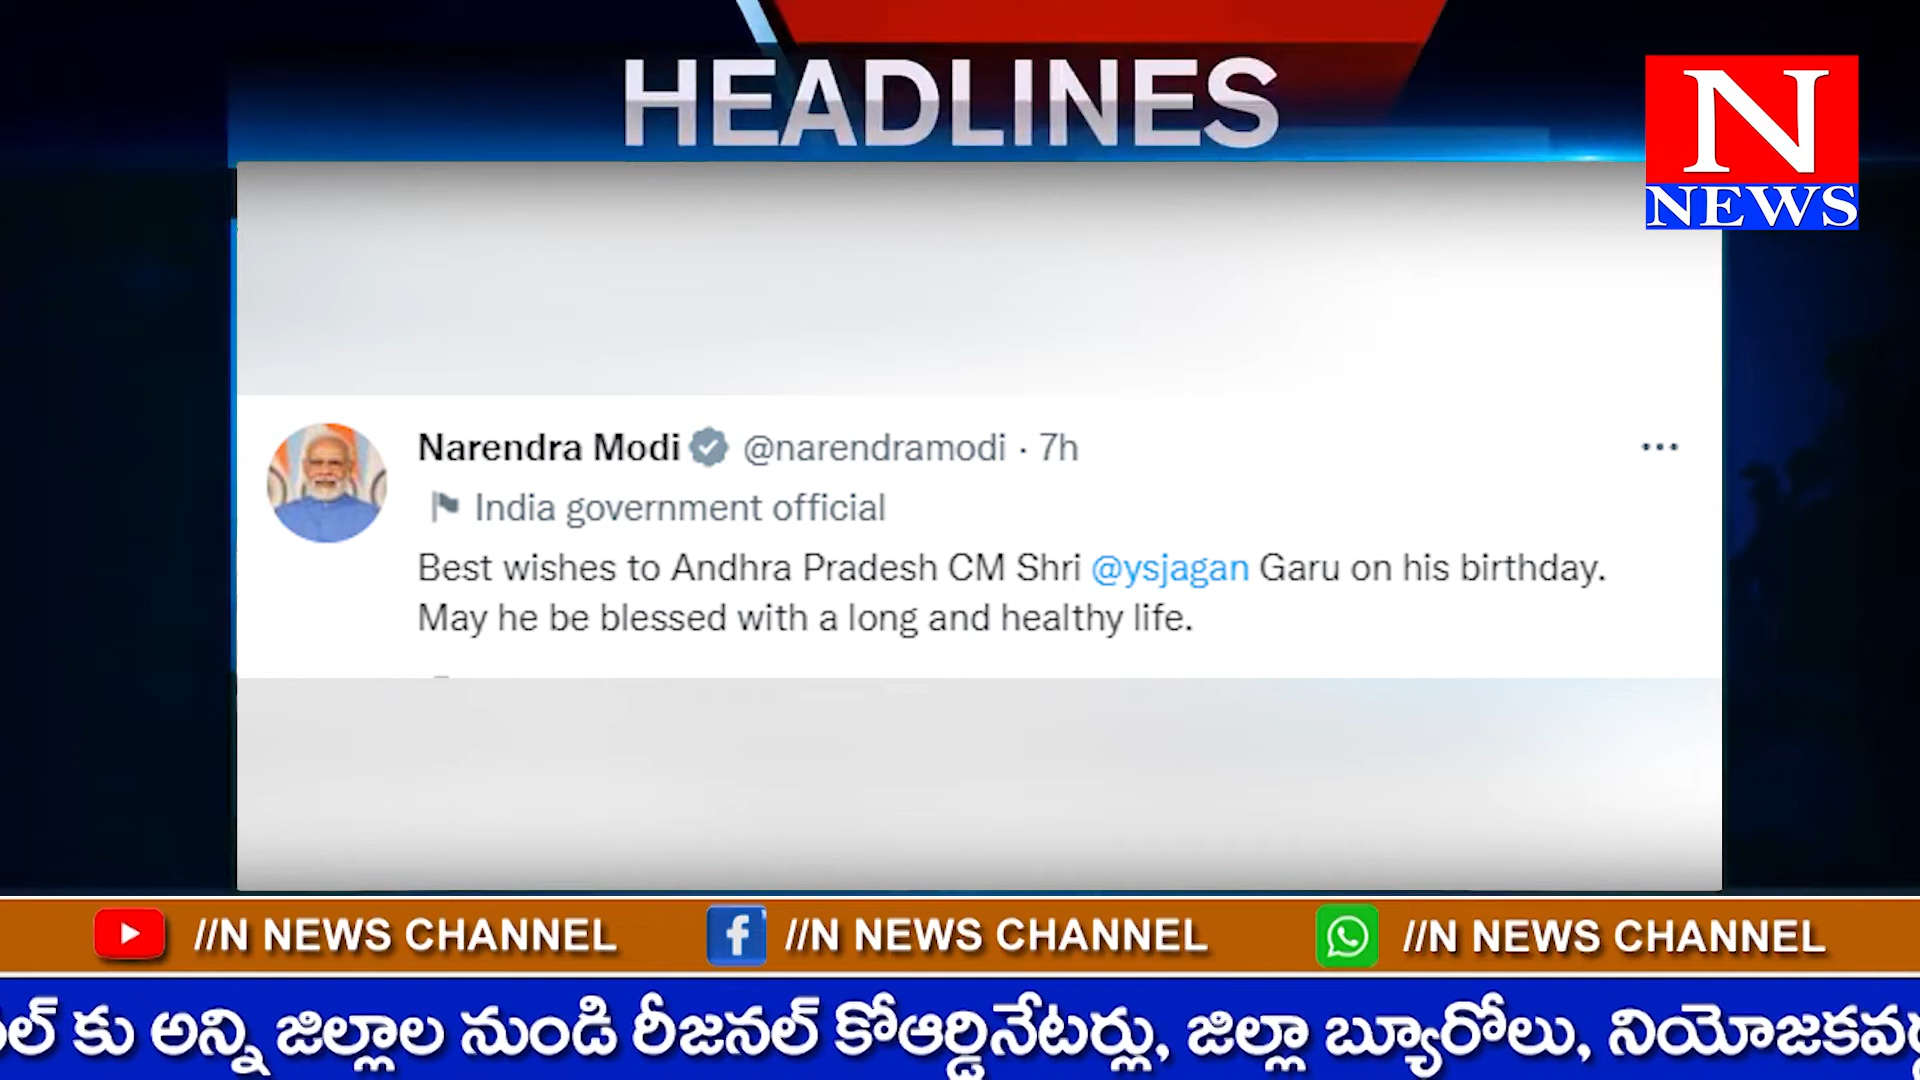 HEADLINES
N
NEWS
Narendra Modi @narendramodi · 7h
India government official
Best wishes to Andhra Pradesh CM Shri @ysjagan Garu on his birthday.
May he be blessed with a long and healthy life.
//N NEWS CHANNEL
//N NEWS CHANNEL
//N NEWS CHANNEL
కు అన్ని జిల్లాల నుండి రీజనల్ కోఆర్డినేటర్లు, జిల్లా బ్యూరోలు,